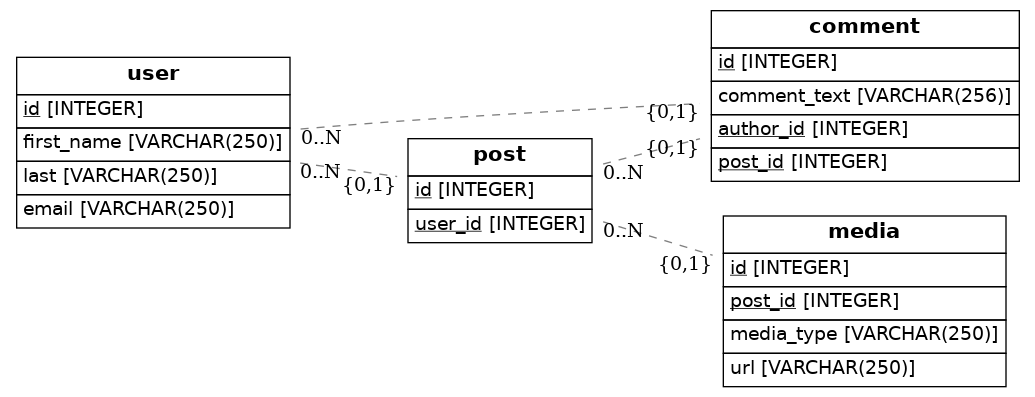 user
id [INTEGER]
first_name [VARCHAR(250)]
last [VARCHAR(250)]
email [VARCHAR(250)]
0..N
{0,1}
0..N
{0,1}
post
id [INTEGER]
user_id [INTEGER]
0..N
{0,1}
0..N
{0,1}
comment
id [INTEGER]
comment_text [VARCHAR(256)]
author_id [INTEGER]
post_id [INTEGER]
media
id [INTEGER]
post_id [INTEGER]
media_type [VARCHAR(250)]
url [VARCHAR(250)]